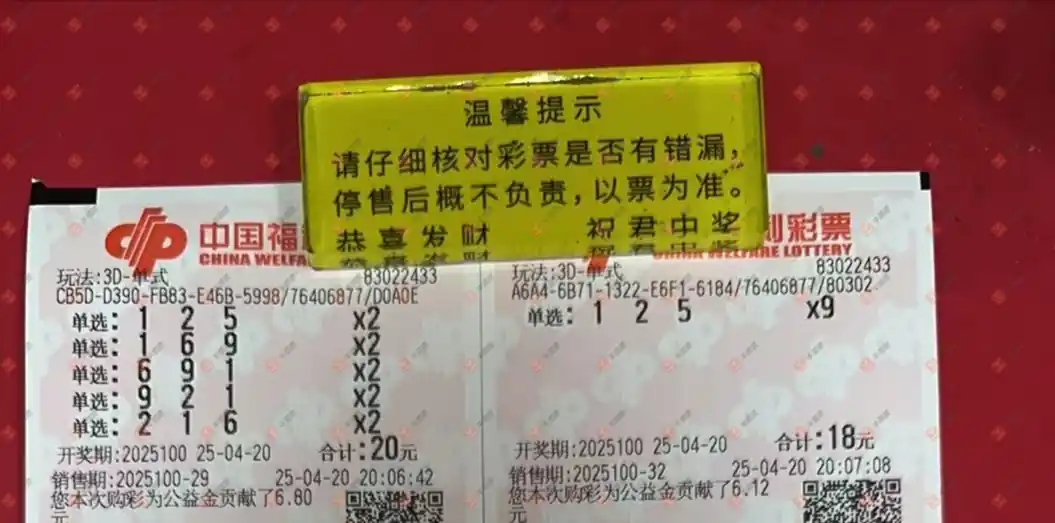 温馨提示
请仔细核对彩票是否有错漏，
停售后概不负责，以票为准。
恭喜发财 祝君中奖
中国福
CHINA WELFA
玩法:3D-单式 83022433
CB5D-D390-FB83-E46B-5998/76406877/D0A0E
单选: 1 2 5 x2
单选: 1 6 9 x2
单选: 6 9 1 x2
单选: 9 2 1 x2
单选: 2 1 6 x2
开奖期:2025100 25-04-20 合计:20元
销售期:2025100-29 25-04-20 20:06:42
您本次购彩为公益金贡献了6.80
元
利彩票
CHINA WELFARE LOTTERY
玩法:3D-单式 83022433
A6A4-6B71-1322-E6F1-6184/76406877/80302
单选: 1 2 5 x9
开奖期:2025100 25-04-20 合计:18元
销售期:2025100-32 25-04-20 20:07:08
您本次购彩为公益金贡献了6.12
元